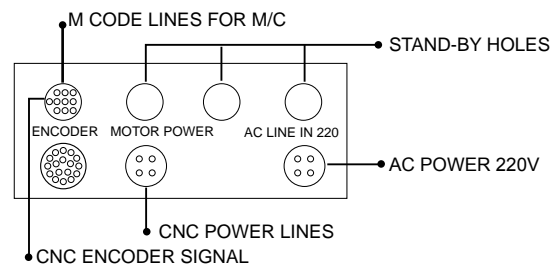 M CODE LINES FOR M/C
STAND-BY HOLES
ENCODER MOTOR POWER AC LINE IN 220
AC POWER 220V
CNC POWER LINES
CNC ENCODER SIGNAL